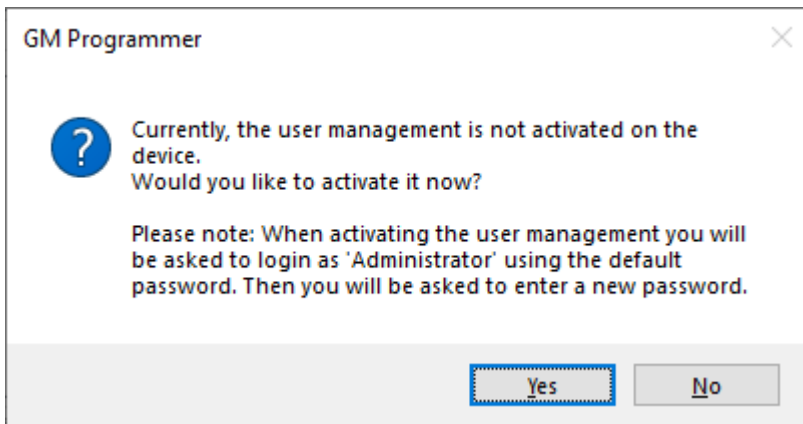 GM Programmer
Currently, the user management is not activated on the
device.
Would you like to activate it now?
Please note: When activating the user management you will
be asked to login as 'Administrator' using the default
password. Then you will be asked to enter a new password.
Yes
No